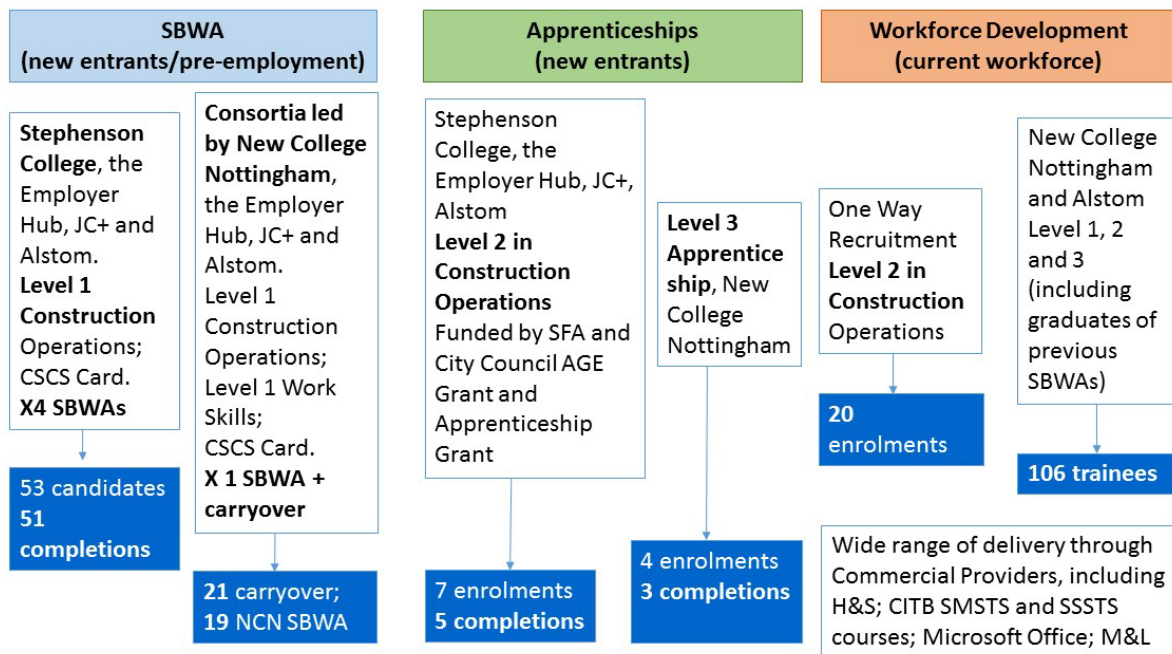 SBWA
(new entrants/pre-employment)
Stephenson
College, the
Employer
Hub, JC+ and
Alstom.
Level 1
Construction
Operations;
CSCS Card.
X4 SBWAs
53 candidates
51
completions
Consortia led
by New College
Nottingham,
the Employer
Hub, JC+ and
Alstom.
Level 1
Construction
Operations;
Level 1 Work
Skills;
CSCS Card.
X 1 SBWA +
carryover
21 carryover;
19 NCN SBWA
Apprenticeships
(new entrants)
Stephenson
College, the
Employer Hub, JC+,
Alstom
Level 2 in
Construction
Operations
Funded by SFA and
City Council AGE
Grant and
Apprenticeship
Grant
7 enrolments
5 completions
Level 3
Apprentice
ship, New
College
Nottingham
4 enrolments
3 completions
Workforce Development
(current workforce)
One Way
Recruitment
Level 2 in
Construction
Operations
20
enrolments
New College
Nottingham
and Alstom
Level 1, 2
and 3
(including
graduates of
previous
SBWAs)
106 trainees
Wide range of delivery through
Commercial Providers, including
H&S; CITB SMSTS and SSSTS
courses; Microsoft Office; M&L